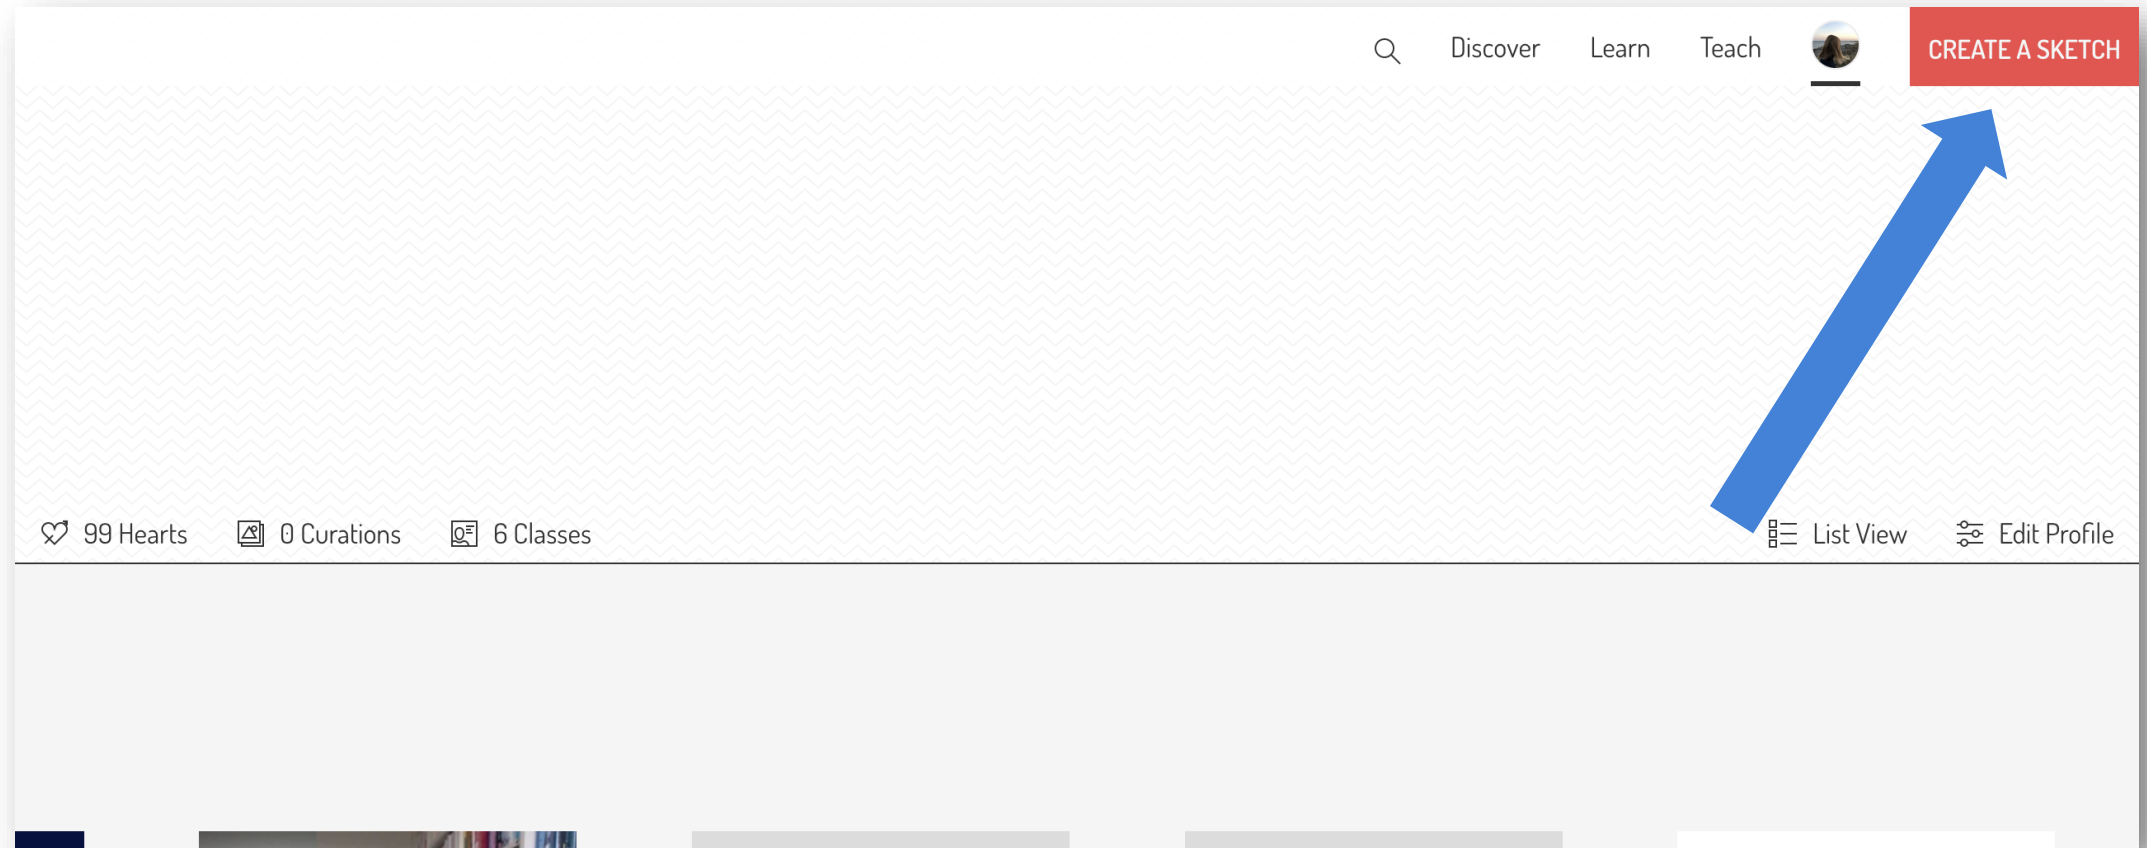 Discover Learn Teach CREATE A SKETCH
99 Hearts 0 Curations 6 Classes List View Edit Profile